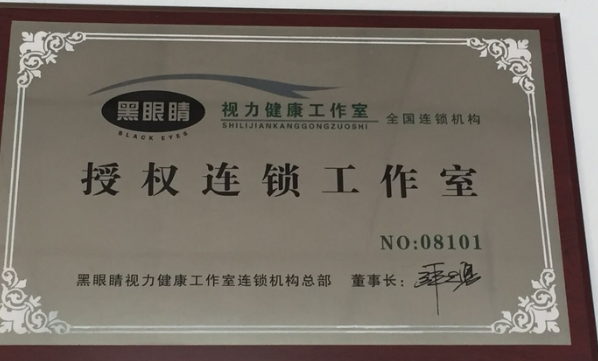 黑眼睛
BLACK EYES
视力健康工作室 全国连锁机构
SHILIJIANKANGGONGZUOSHI
授权连锁工作室
NO:08101
黑眼睛视力健康工作室连锁机构总部 董事长：